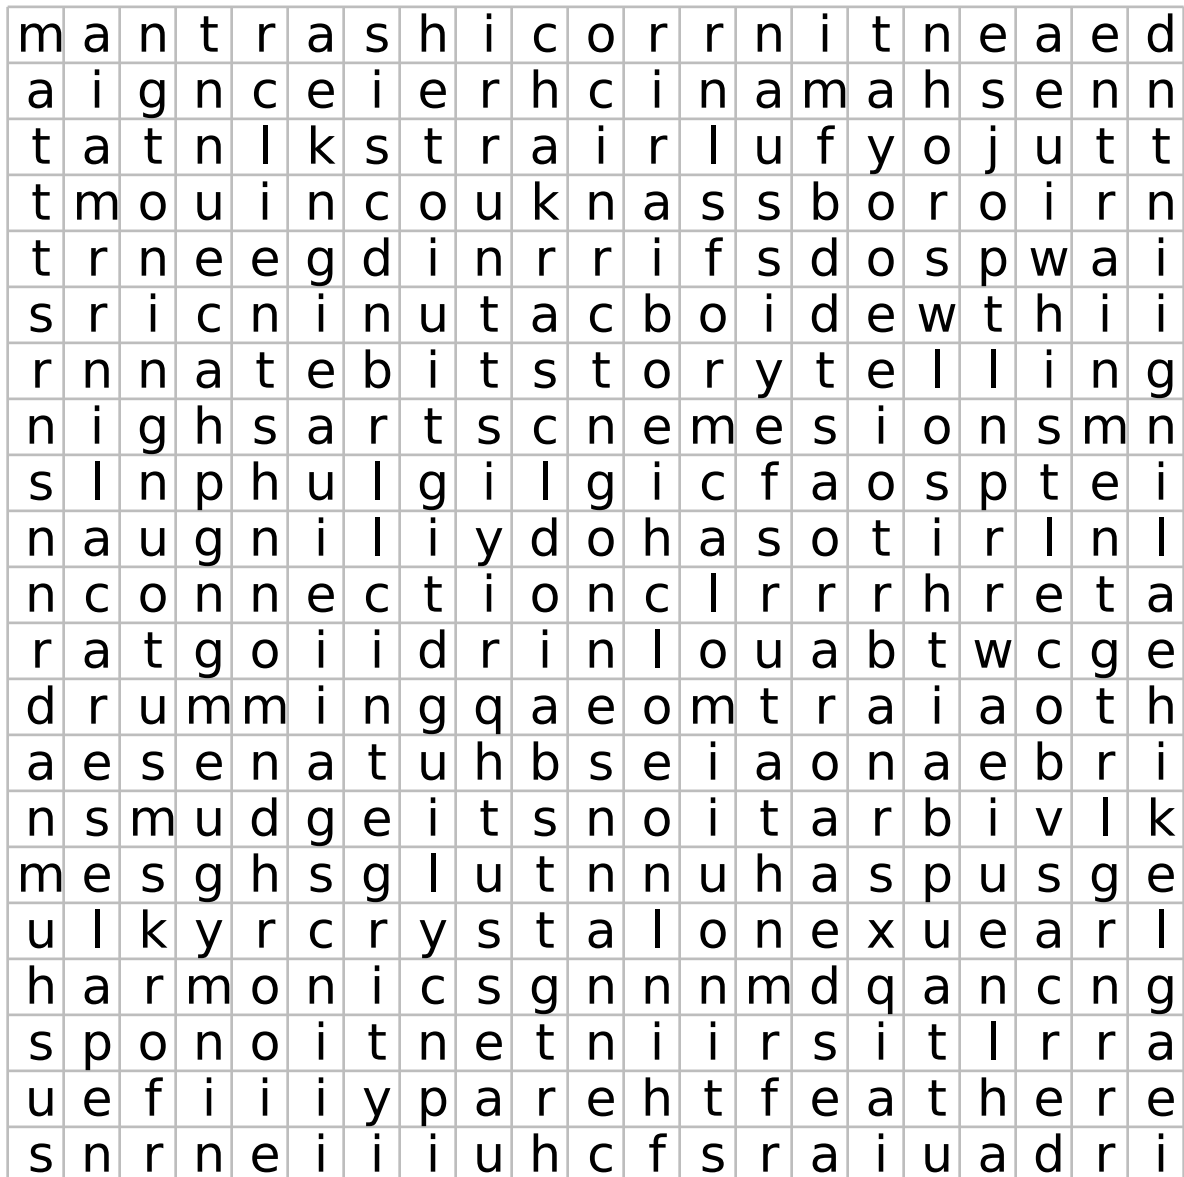 m a n t r a s h i c o r r n i t n e a e d
a i g n c e i e r h c i n a m a h s e n n
t a t n l k s t r a i r l u f y o j u t t
t m o u i n c o u k n a s s b o r o i r n
t r n e e g d i n r r i f s d o s p w a i
s r i c n i n u t a c b o i d e w t h i i
r n n a t e b i t s t o r y t e l l i n g
n i g h s a r t s c n e m e s i o n s m n
s l n p h u l g i l g i c f a o s p t e i
n a u g n i l i y d o h a s o t i r l n l
n c o n n e c t i o n c l r r r h r e t a
r a t g o i i d r i n l o u a b t w c g e
d r u m m i n g q a e o m t r a i a o t h
a e s e n a t u h b s e i a o n a e b r i
n s m u d g e i t s n o i t a r b i v l k
m e s g h s g l u t n n u h a s p u s g e
u l k y r c r y s t a l o n e x u e a r l
h a r m o n i c s g n n n m d q a n c n g
s p o n o i t n e t n i i r s i t l r r a
u e f i i i y p a r e h t f e a t h e r e
s n r n e i i i u h c f s r a i u a d r i